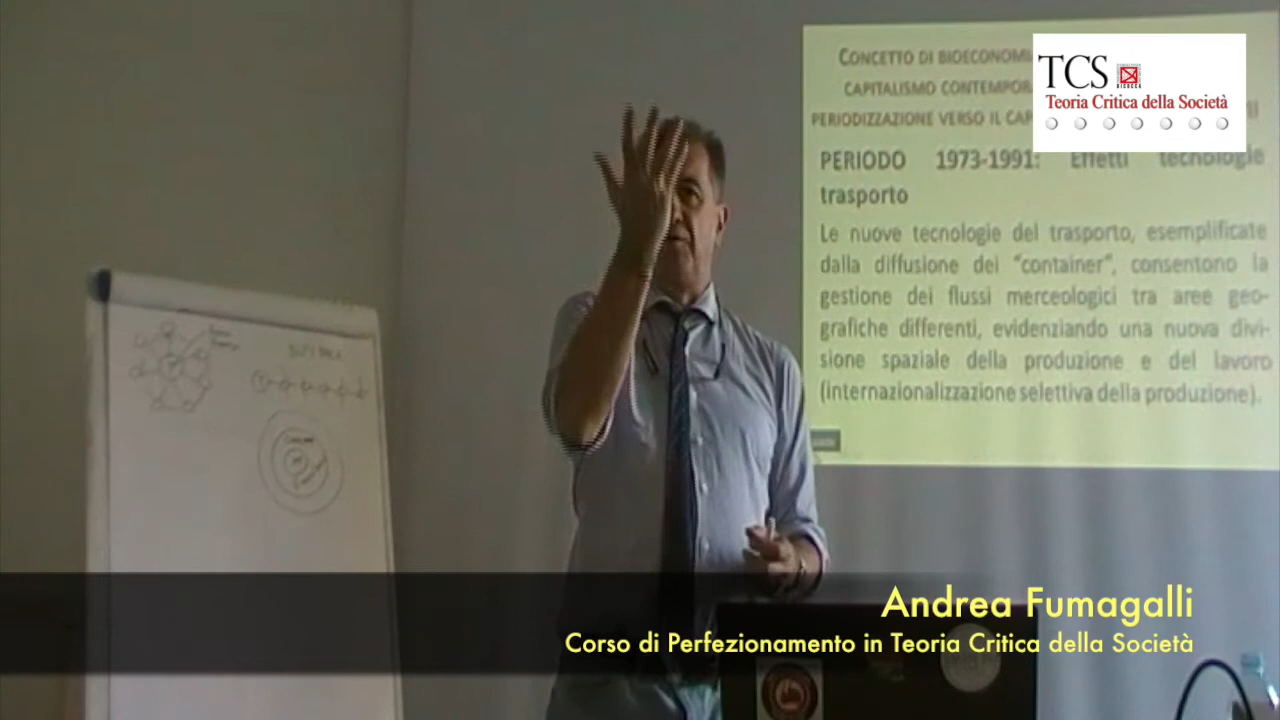 CONCETTO DI BIOECONOMI
CAPITALISMO CONTEMPOR
PERIODIZZAZIONE VERSO IL CAP
PERIODO 1973-1991: Effetti tecnologie
trasporto
Le nuove tecnologie del trasporto, esemplificate
dalla diffusione dei "container", consentono la
gestione dei flussi merceologici tra aree geo-
grafiche differenti, evidenziando una nuova divi-
sione spaziale della produzione e del lavoro
(internazionalizzazione selettiva della produzione).
TCS
BICOCCA
Teoria Critica della Società
Andrea Fumagalli
Corso di Perfezionamento in Teoria Critica della Società